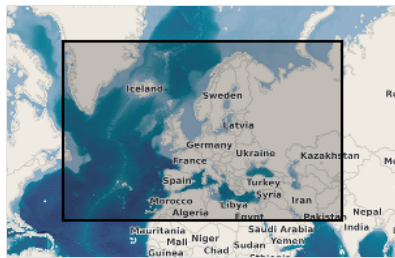 Iceland
Sweden
Latvia
Germany
Ukraine
France
Kazakhstan
Spain
Turkey
Syria
Iran
Morocco
Libya
Algeria
Egypt
Pakistan
Nepal
Mauritania
Saudi Arabia
India
Mali
Niger
Yemen
Sudan
Chad
Guinea